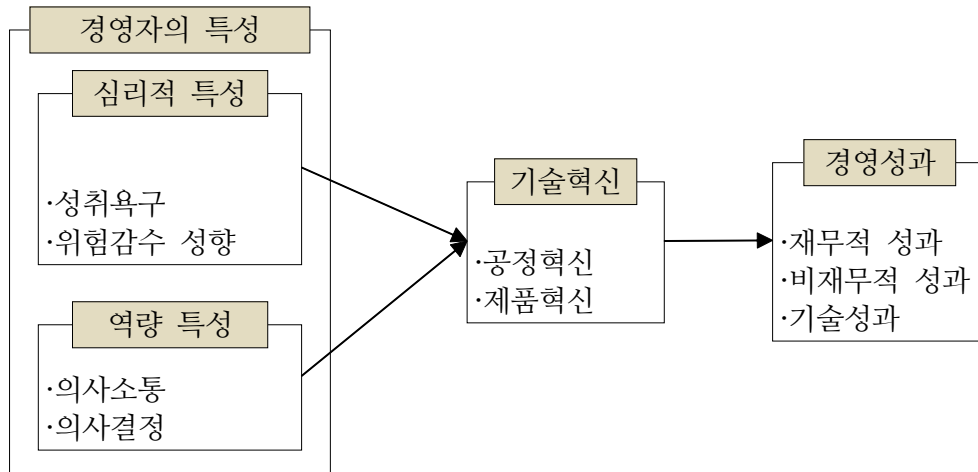 경영자의 특성
심리적 특성
·성취욕구
·위험감수 성향
역량 특성
·의사소통
·의사결정
기술혁신
·공정혁신
·제품혁신
경영성과
·재무적 성과
·비재무적 성과
·기술성과